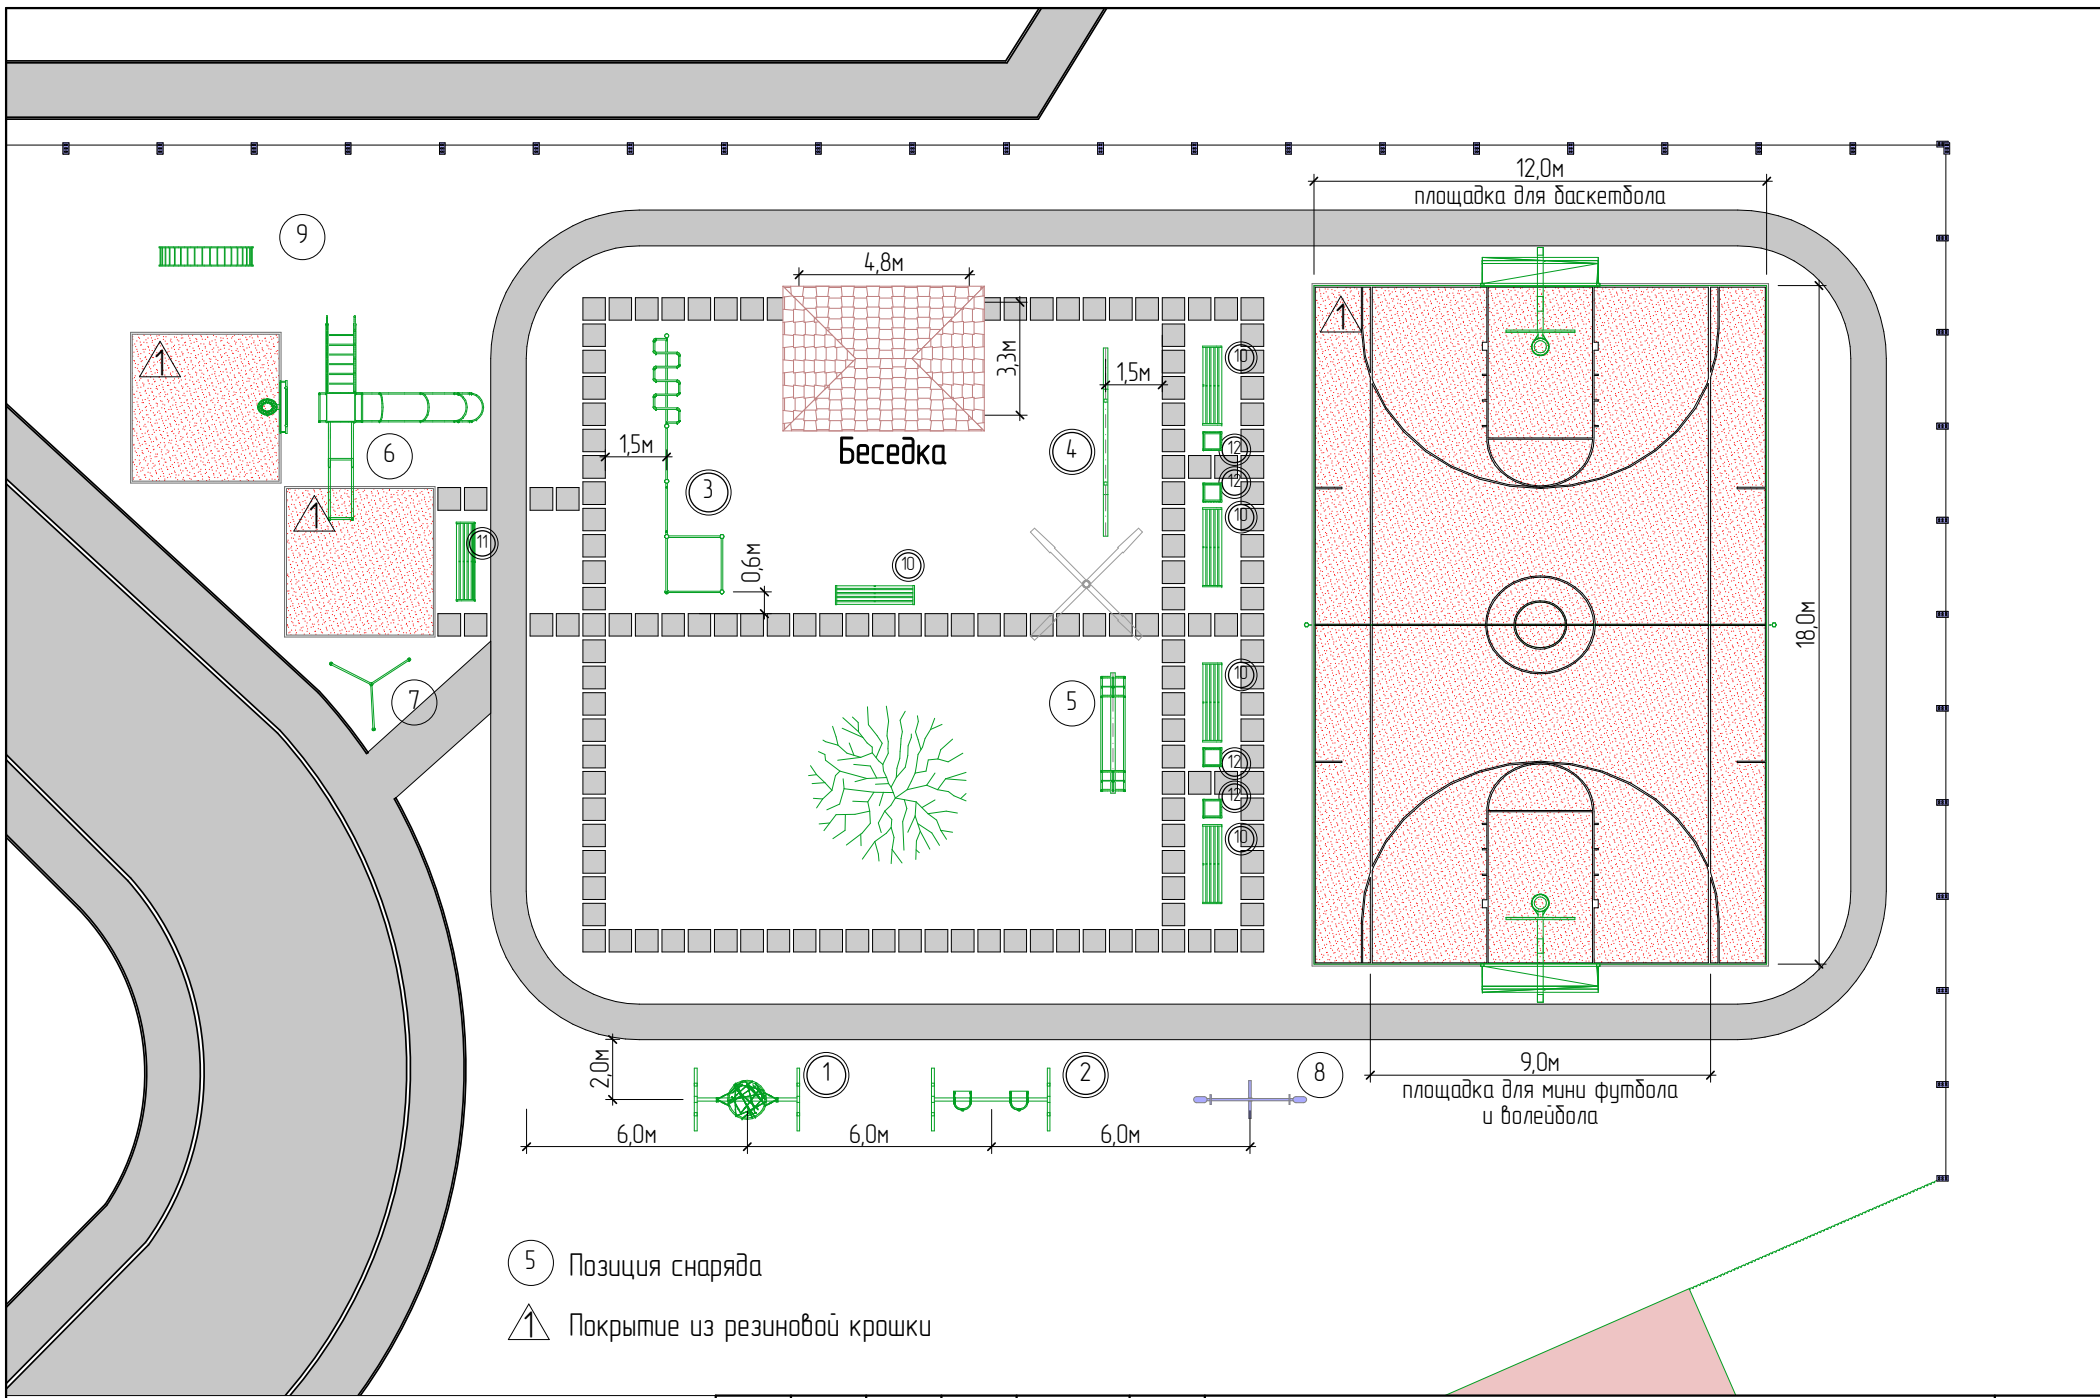 12,0м
площадка для баскетбола
9
4,8м
1
3,3м
1
10
1,5м
6
1,5м
Беседка
4
12
3
12
1
10
11
0,6м
10
18,0м
7
5
10
12
12
10
2,0м
1
2
8
9,0м
площадка для мини футбола
и волейбола
6,0м
6,0м
6,0м
5 Позиция снаряда
1 Покрытие из резиновой крошки